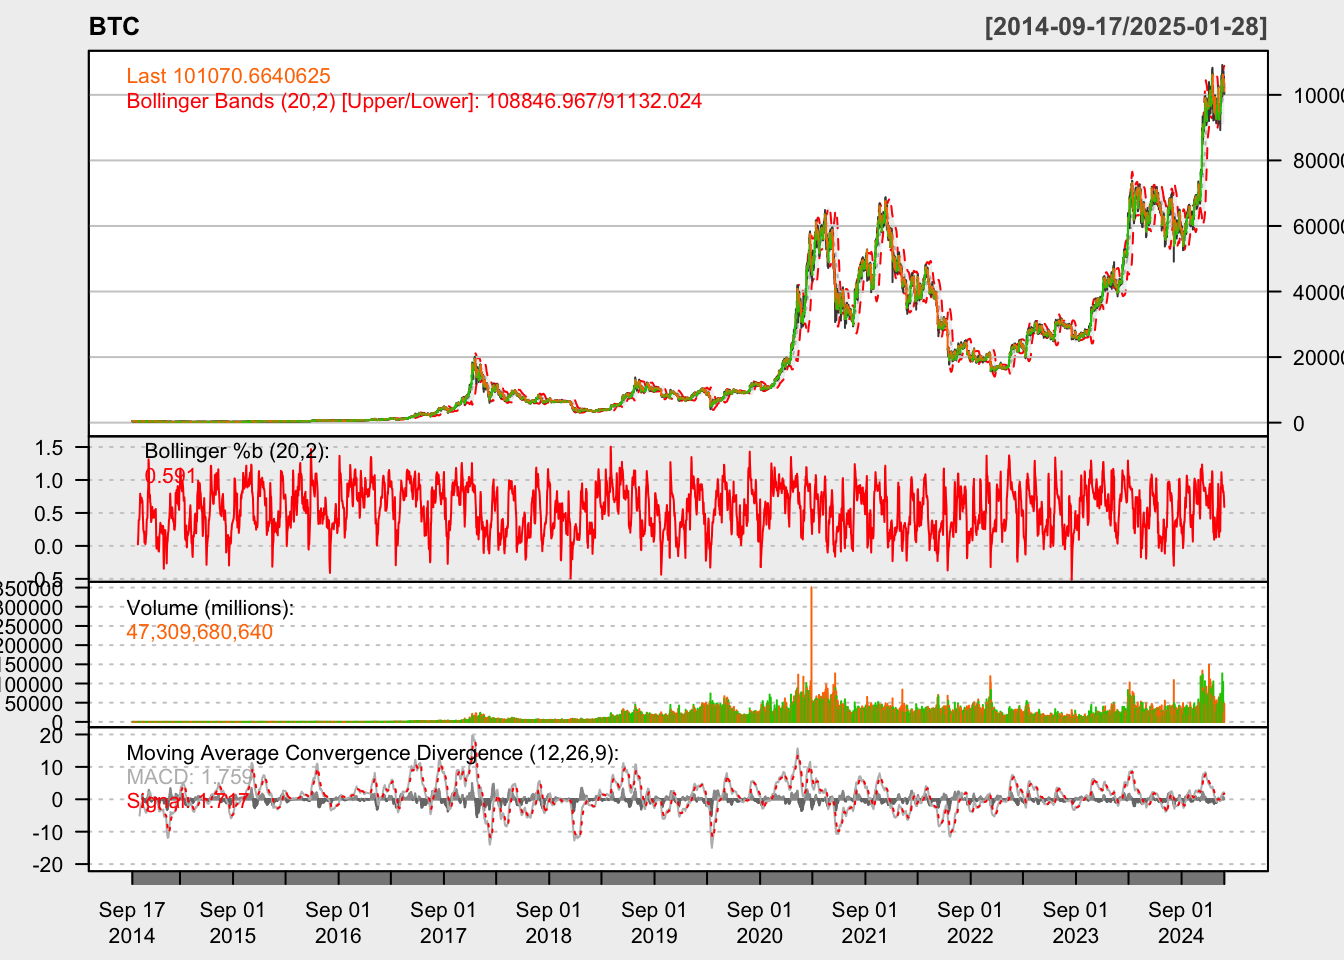 BTC [2014-09-17/2025-01-28]
Last 101070.6640625
Bollinger Bands (20,2) [Upper/Lower]: 108846.967/91132.024
10000
80000
60000
40000
20000
0
Bollinger %b (20,2):
0.591
1.5
1.0
0.5
0.0
-0.5
Volume (millions):
47,309,680,640
350000
300000
250000
200000
150000
100000
50000
0
Moving Average Convergence Divergence (12,26,9):
MACD: 1.759
Signal: 1.717
20
10
0
-10
-20
Sep 17 Sep 01 Sep 01 Sep 01 Sep 01 Sep 01 Sep 01 Sep 01 Sep 01 Sep 01 Sep 01
2014 2015 2016 2017 2018 2019 2020 2021 2022 2023 2024